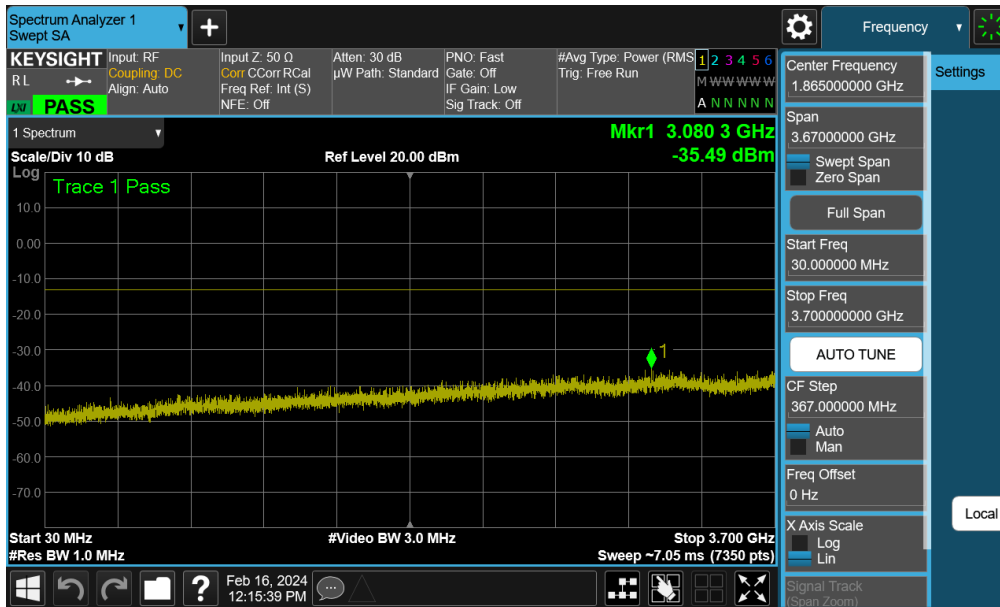 Spectrum Analyzer 1
Swept SA
+
Frequency
KEYSIGHT
R L
LXI PASS
Input: RF
Coupling: DC
Align: Auto
Input Z: 50 Ω
Corr CCorr RCal
Freq Ref: Int (S)
NFE: Off
Atten: 30 dB
µW Path: Standard
PNO: Fast
Gate: Off
IF Gain: Low
Sig Track: Off
#Avg Type: Power (RMS
Trig: Free Run
1 2 3 4 5 6
M W W W W W
A N N N N N
1 Spectrum
Mkr1 3.080 3 GHz
Scale/Div 10 dB
Ref Level 20.00 dBm
-35.49 dBm
Log
Trace 1 Pass
10.0
0.00
-10.0
-20.0
-30.0
1
-40.0
-50.0
-60.0
-70.0
Start 30 MHz
#Video BW 3.0 MHz
Stop 3.700 GHz
#Res BW 1.0 MHz
Sweep ~7.05 ms (7350 pts)
Center Frequency
1.865000000 GHz
Settings
Span
3.67000000 GHz
Swept Span
Zero Span
Full Span
Start Freq
30.000000 MHz
Stop Freq
3.700000000 GHz
AUTO TUNE
CF Step
367.000000 MHz
Auto
Man
Freq Offset
0 Hz
Local
X Axis Scale
Log
Lin
Signal Track
(Span Zoom)
?
Feb 16, 2024
12:15:39 PM